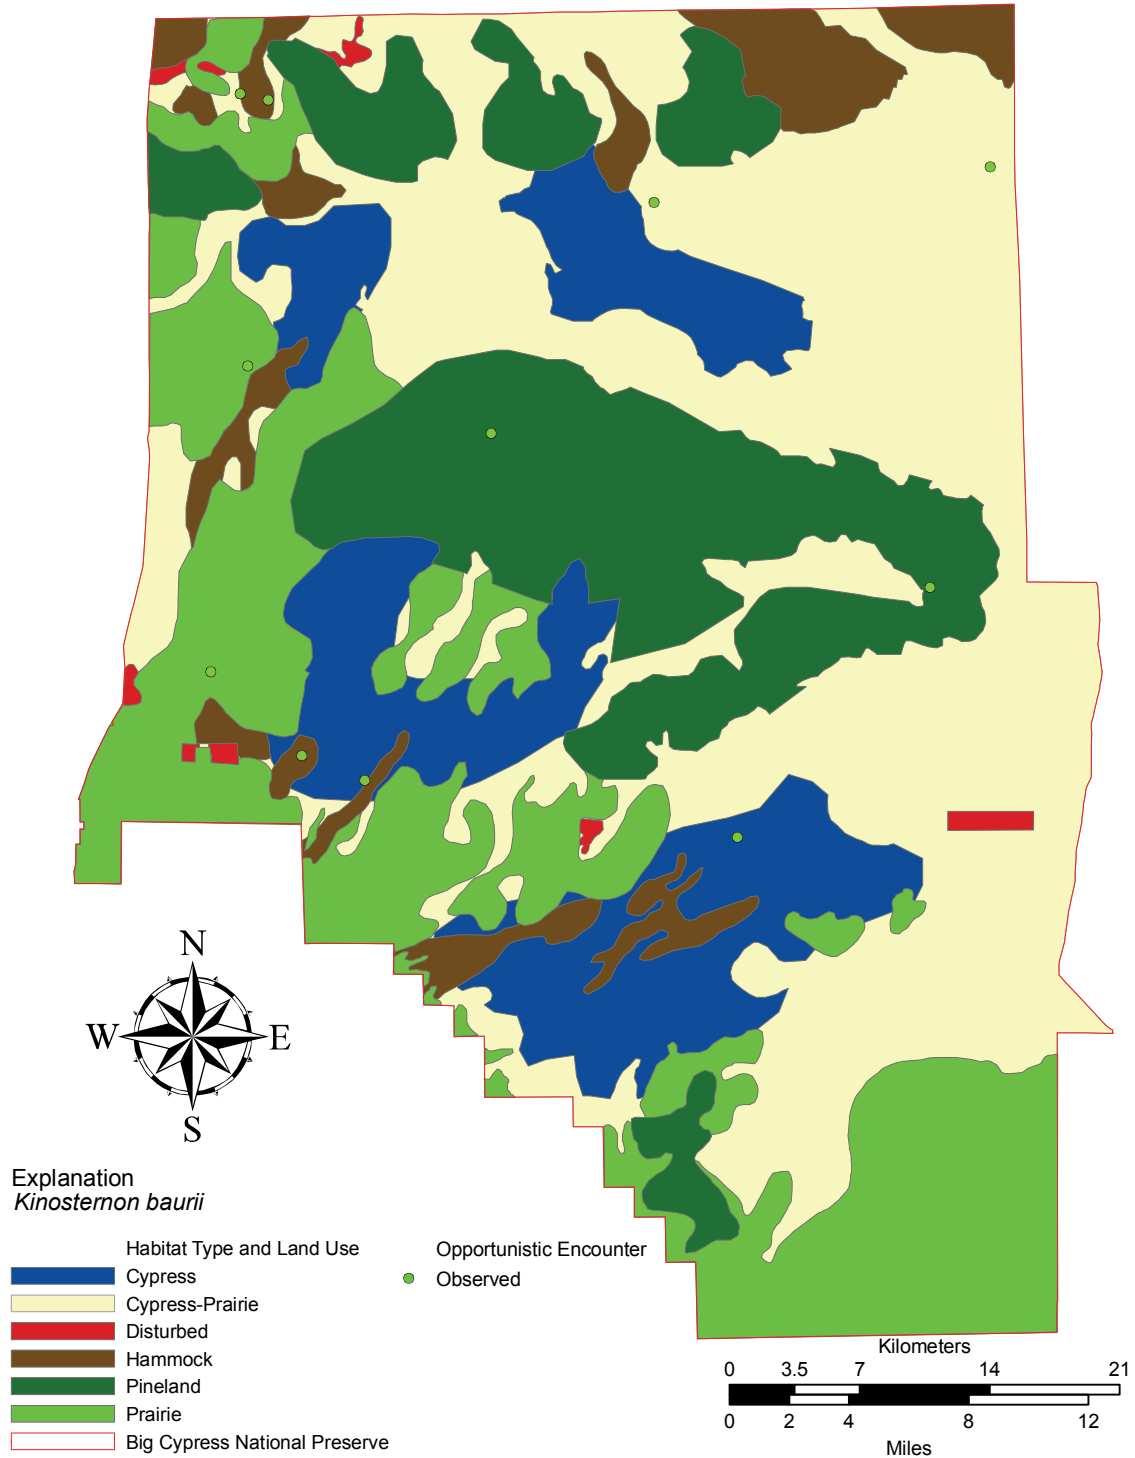 N
W E
S
Explanation
Kinosternon baurii
Habitat Type and Land Use
Cypress
Cypress-Prairie
Disturbed
Hammock
Pineland
Prairie
Big Cypress National Preserve
Opportunistic Encounter
Observed
Kilometers
0 3.5 7 14 21
0 2 4 8 12
Miles